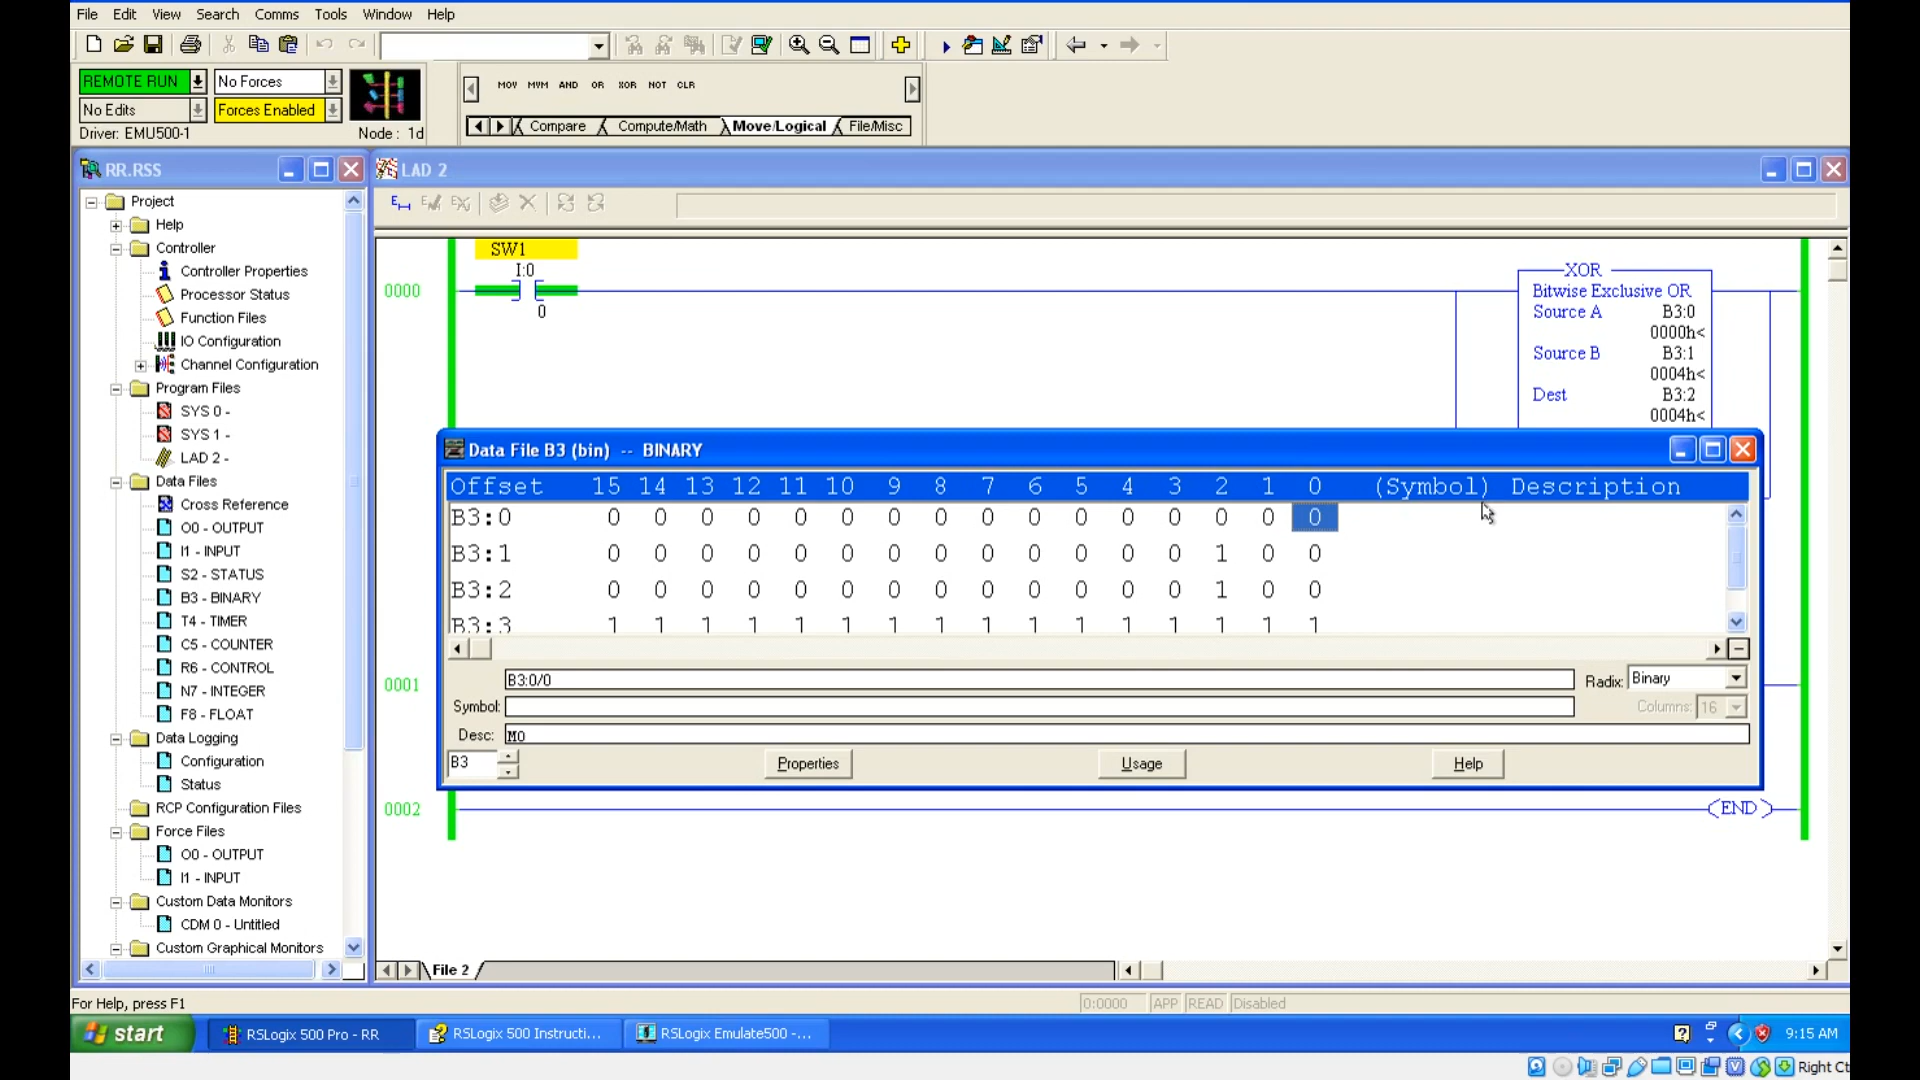 File Edit View Search Comms Tools Window Help
REMOTE RUN No Forces
No Edits Forces Enabled
Driver: EMU500-1 Node : 1d
MOV MVM AND OR XOR NOT CLR
Compare Compute/Math Move/Logical File/Misc
RR.RSS
Project
Help
Controller
Controller Properties
Processor Status
Function Files
IO Configuration
Channel Configuration
Program Files
SYS 0 -
SYS 1 -
LAD 2 -
Data Files
Cross Reference
O0 - OUTPUT
I1 - INPUT
S2 - STATUS
B3 - BINARY
T4 - TIMER
C5 - COUNTER
R6 - CONTROL
N7 - INTEGER
F8 - FLOAT
Data Logging
Configuration
Status
RCP Configuration Files
Force Files
O0 - OUTPUT
I1 - INPUT
Custom Data Monitors
CDM 0 - Untitled
Custom Graphical Monitors
LAD 2
SW1
I:0
0000
0
XOR
Bitwise Exclusive OR
Source A B3:0
0000h<
Source B B3:1
0004h<
Dest B3:2
0004h<
Data File B3 (bin) -- BINARY
Offset 15 14 13 12 11 10 9 8 7 6 5 4 3 2 1 0 (Symbol) Description
B3:0 0 0 0 0 0 0 0 0 0 0 0 0 0 0 0 0
B3:1 0 0 0 0 0 0 0 0 0 0 0 0 0 1 0 0
B3:2 0 0 0 0 0 0 0 0 0 0 0 0 0 1 0 0
B3:3 1 1 1 1 1 1 1 1 1 1 1 1 1 1 1 1
B3:0/0 Radix: Binary
Symbol: Columns: 16
Desc: M0
B3 Properties Usage Help
0001
0002 END
File 2
For Help, press F1 0:0000 APP READ Disabled
start RSLogix 500 Pro - RR RSLogix 500 Instructi... RSLogix Emulate500 -... 9:15 AM
Right Ct